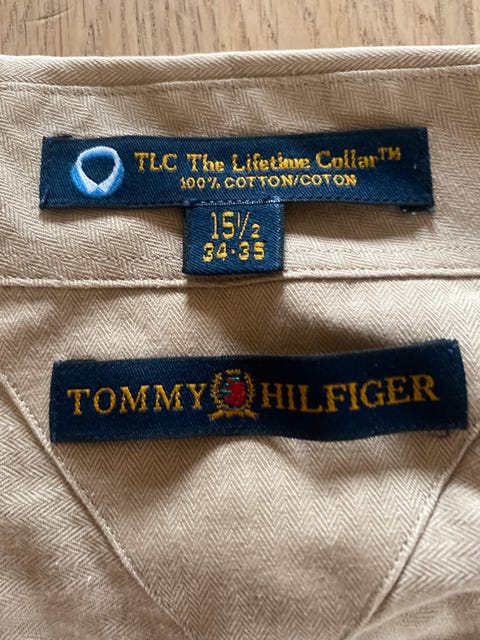 TLC The Lifetime Collar™
100% COTTON/COTON
15½
34-35
TOMMY HILFIGER